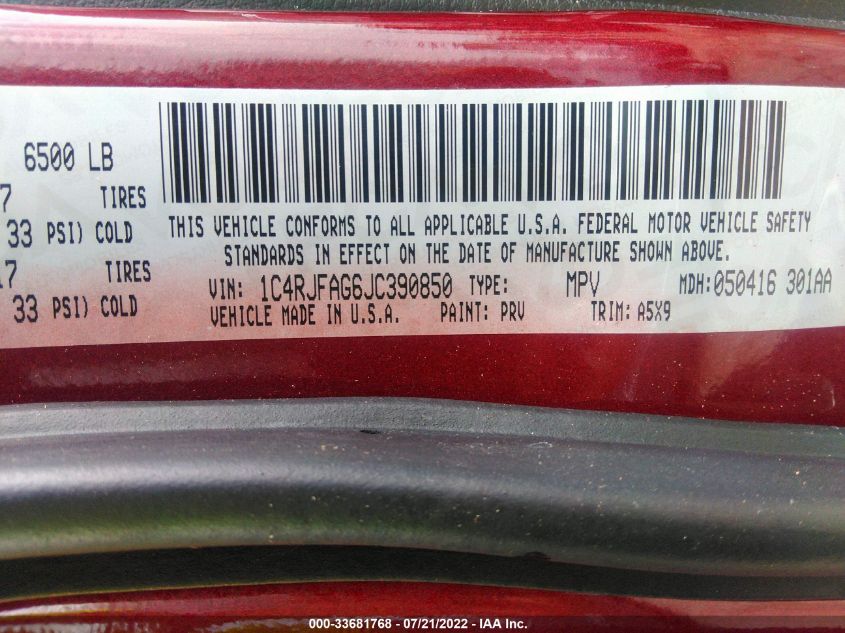 6500 LB
7 TIRES
33 PSI) COLD
17 TIRES
33 PSI) COLD
THIS VEHICLE CONFORMS TO ALL APPLICABLE U.S.A. FEDERAL MOTOR VEHICLE SAFETY
STANDARDS IN EFFECT ON THE DATE OF MANUFACTURE SHOWN ABOVE.
VIN: 1C4RJFAG6JC390850 TYPE: MPV MDH:050416 301AA
VEHICLE MADE IN U.S.A. PAINT: PRV TRIM: A5X9
000-33681768 - 07/21/2022 - IAA Inc.